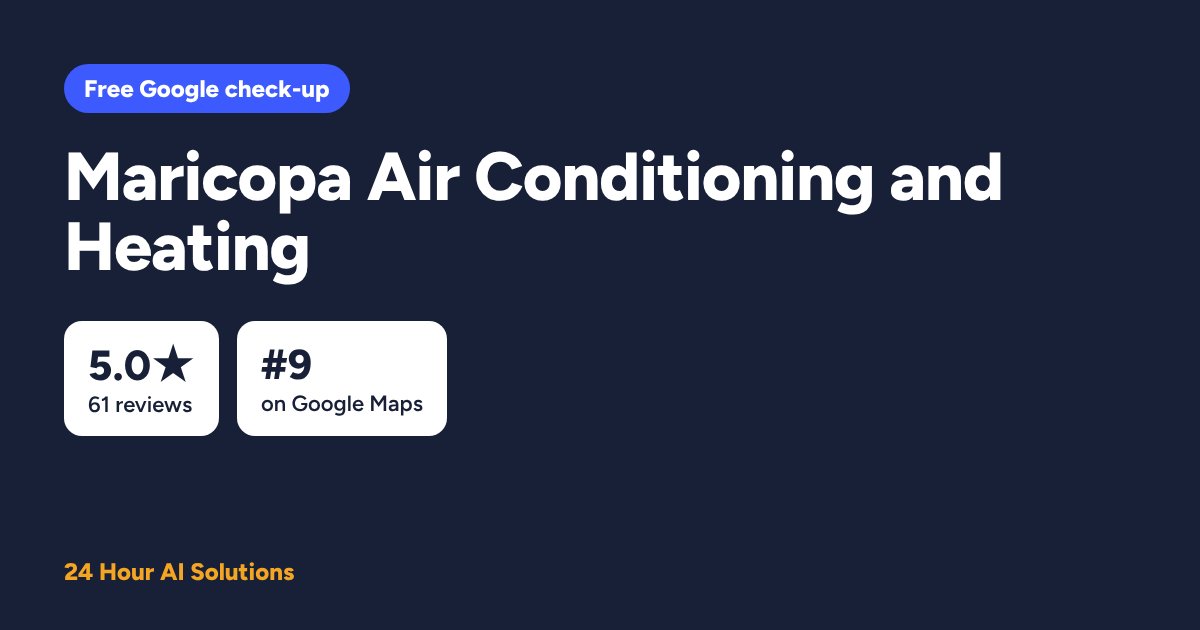 Free Google check-up
Maricopa Air Conditioning and
Heating
5.0★
61 reviews
#9
on Google Maps
24 Hour AI Solutions